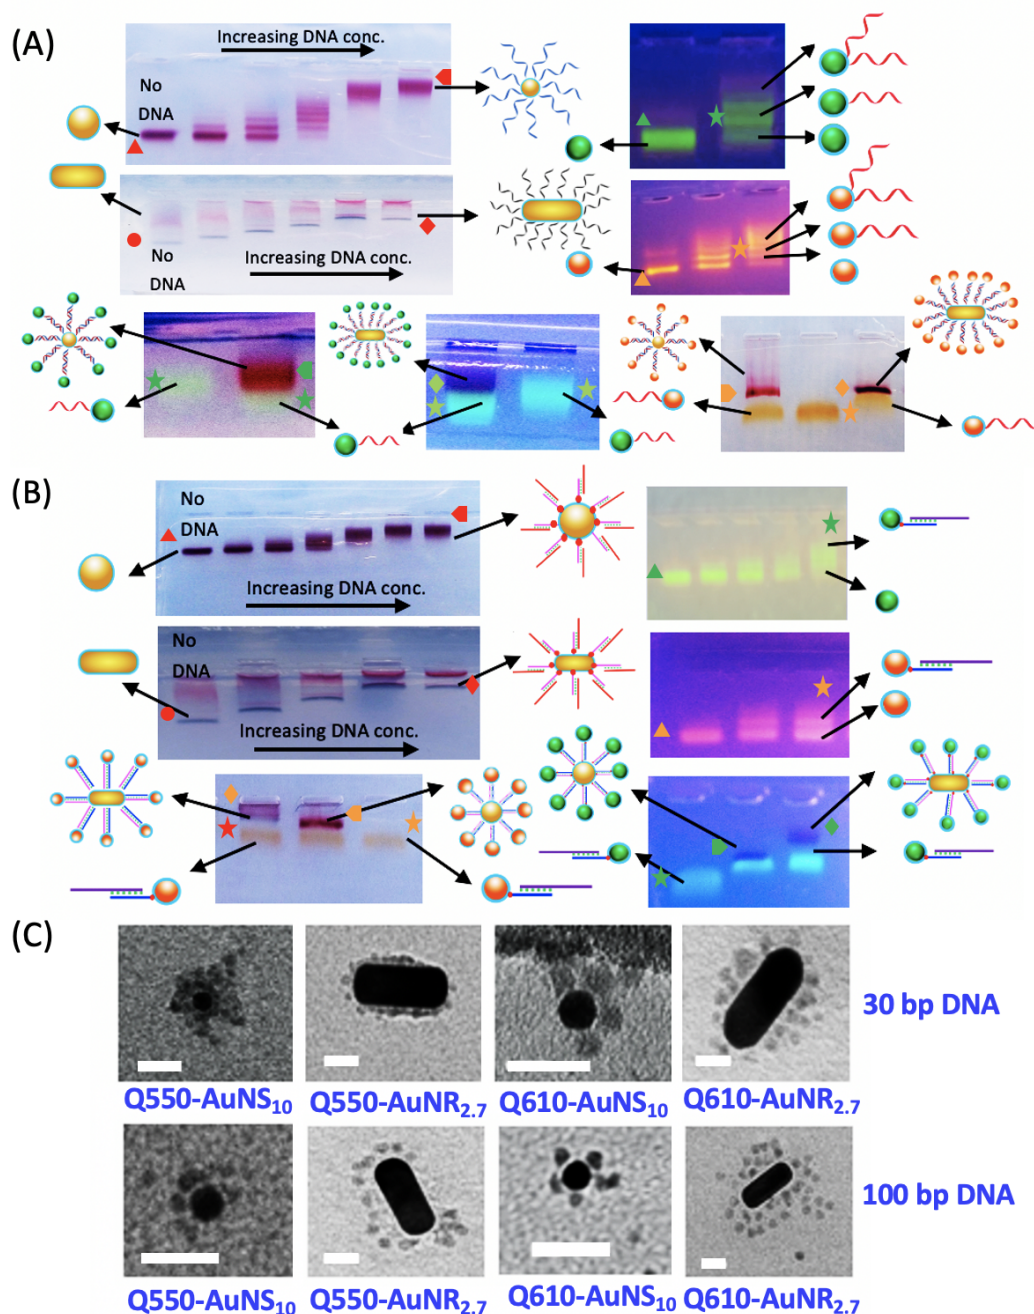 (A)
Increasing DNA conc.
No
DNA
No
DNA
Increasing DNA conc.
(B)
No
DNA
Increasing DNA conc.
No
DNA
Increasing DNA conc.
(C)
30 bp DNA
Q550-AuNS10
Q550-AuNR2.7
Q610-AuNS10
Q610-AuNR2.7
100 bp DNA
Q550-AuNS10
Q550-AuNR2.7
Q610-AuNS10
Q610-AuNR2.7